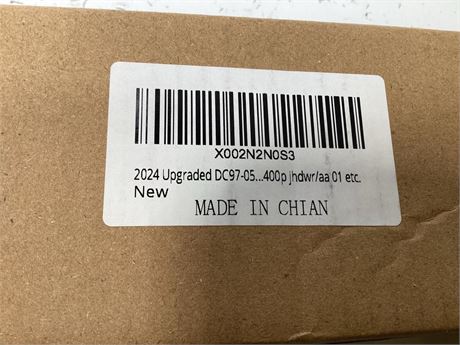 X002N2N0S3
2024 Upgraded DC97-05...400p jhdwr/aa 01 etc.
New
MADE IN CHIAN